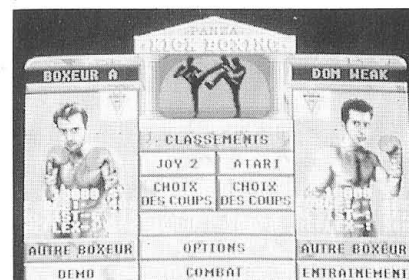 PANZA
KICK BOXING
BOXEUR A
DOM WEAK
CLASSEMENTS
JOY 2
ATARI
CHOIX
DES COUPS
CHOIX
DES COUPS
AUTRE BOXEUR
OPTIONS
AUTRE BOXEUR
DEMO
COMBAT
ENTRAINEMENT